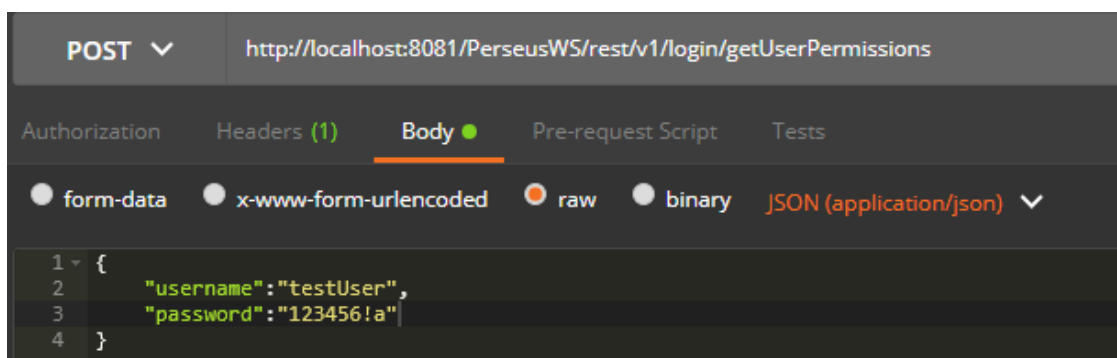 POST http://localhost:8081/PerseusWS/rest/v1/login/getUserPermissions
Authorization Headers (1) Body Pre-request Script Tests
form-data x-www-form-urlencoded raw binary JSON (application/json)
1 {
2 "username":"testUser",
3 "password":"123456!a"
4 }